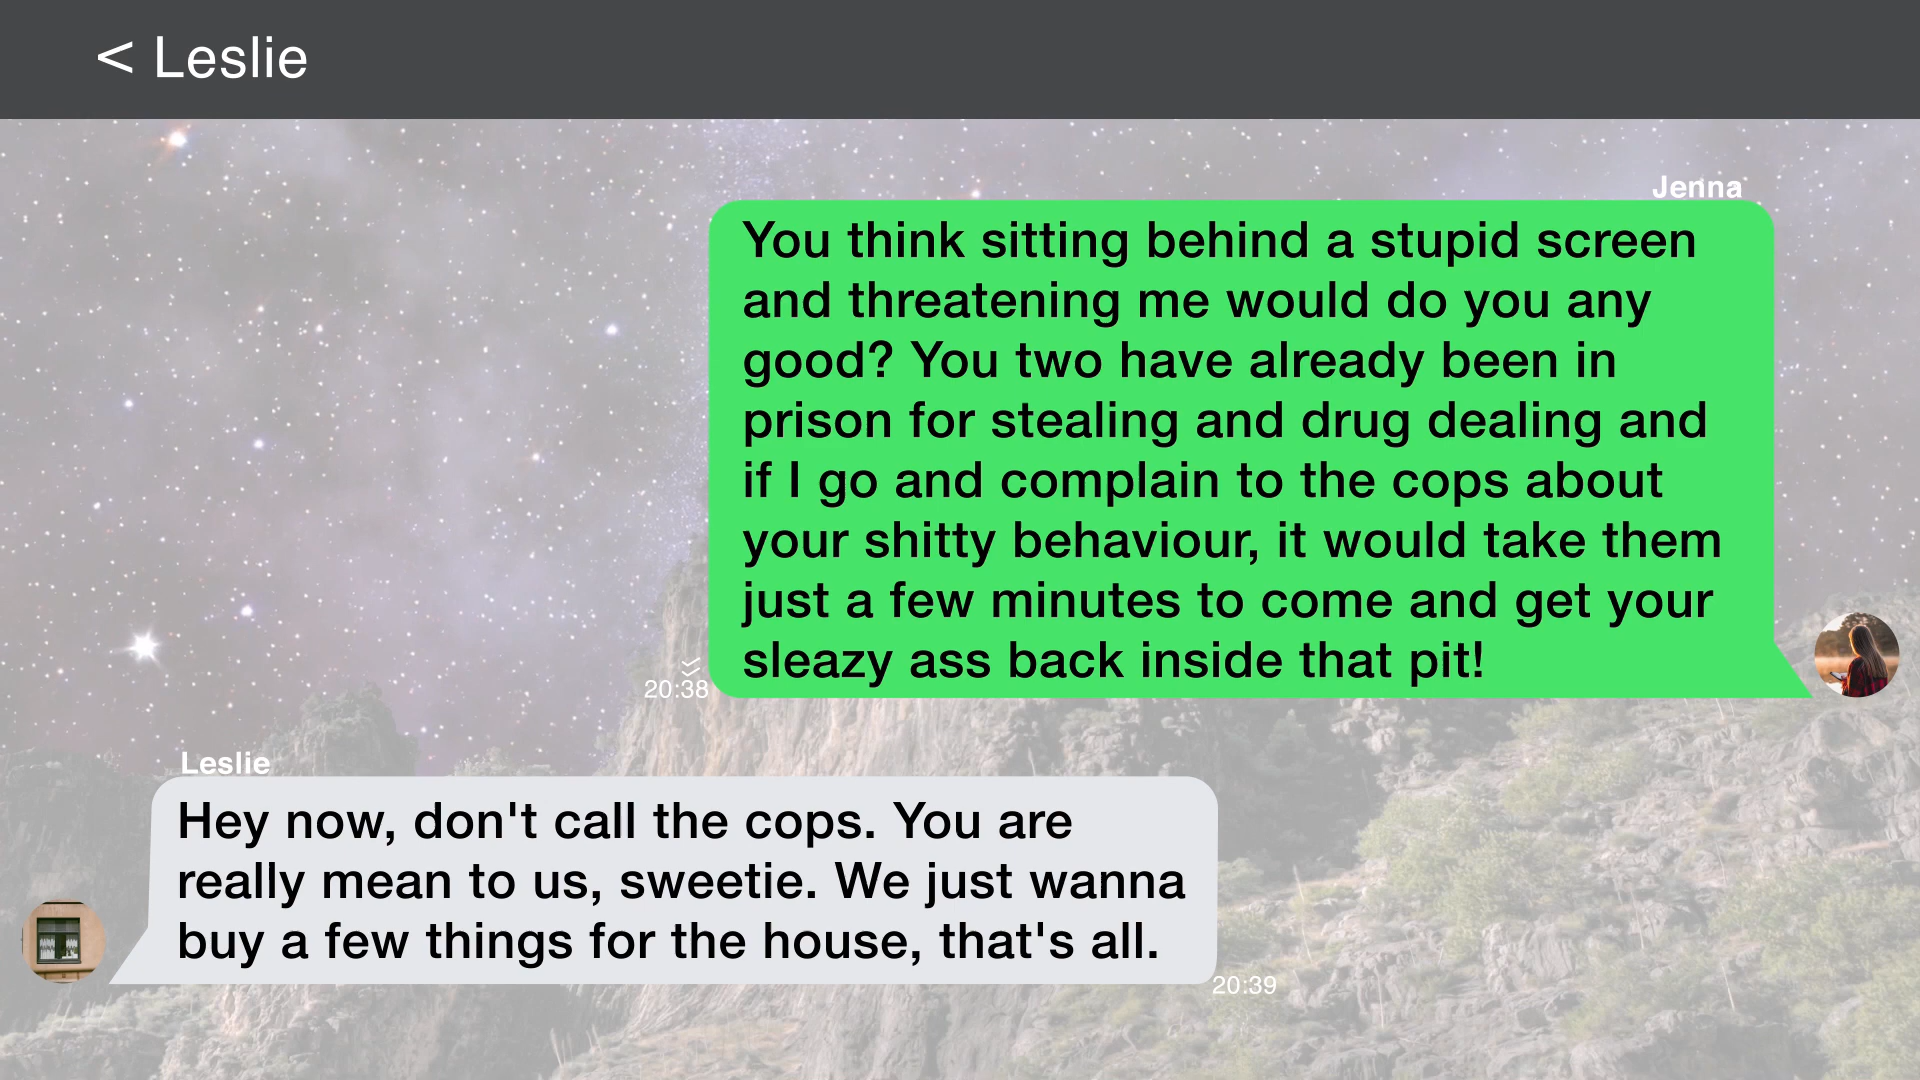 < Leslie
Jenna
You think sitting behind a stupid screen
and threatening me would do you any
good? You two have already been in
prison for stealing and drug dealing and
if I go and complain to the cops about
your shitty behaviour, it would take them
just a few minutes to come and get your
sleazy ass back inside that pit!
20:38
Leslie
Hey now, don't call the cops. You are
really mean to us, sweetie. We just wanna
buy a few things for the house, that's all.
20:39